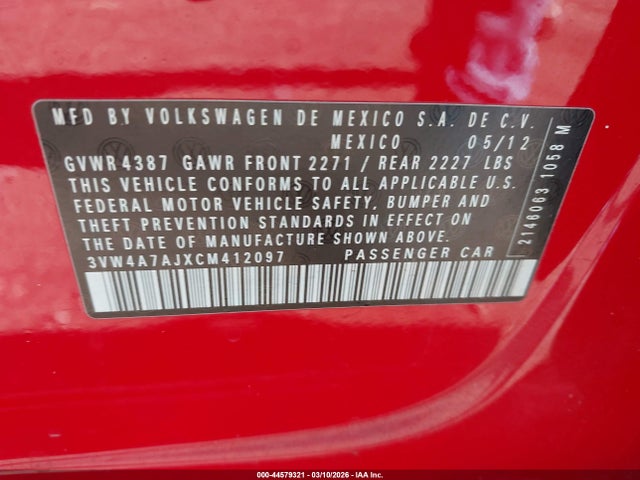 MFD BY VOLKSWAGEN DE MEXICO S.A. DE C.V.
MEXICO 05/12
GVWR 4387 GAWR FRONT 2271 / REAR 2227 LBS
THIS VEHICLE CONFORMS TO ALL APPLICABLE U.S.
FEDERAL MOTOR VEHICLE SAFETY, BUMPER AND
THEFT PREVENTION STANDARDS IN EFFECT ON
THE DATE OF MANUFACTURE SHOWN ABOVE.
3VW4A7AJXCM412097 PASSENGER CAR
2146063 1058 M
000-44579321 - 03/10/2026 - IAA Inc.